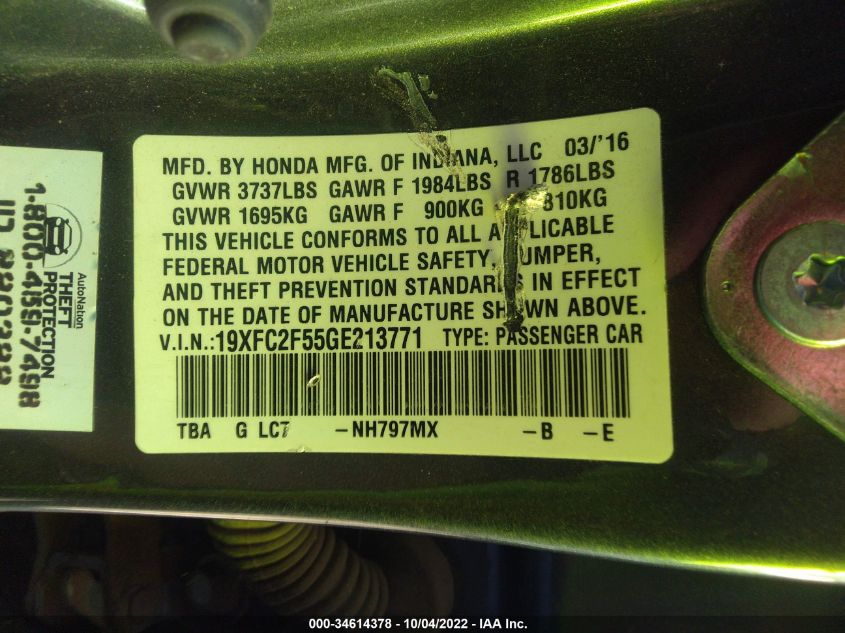 MFD. BY HONDA MFG. OF INDIANA, LLC 03/'16
GVWR 3737LBS GAWR F 1984LBS R 1786LBS
GVWR 1695KG GAWR F 900KG 810KG
THIS VEHICLE CONFORMS TO ALL APPLICABLE
FEDERAL MOTOR VEHICLE SAFETY, BUMPER,
AND THEFT PREVENTION STANDARDS IN EFFECT
ON THE DATE OF MANUFACTURE SHOWN ABOVE.
V.I.N.:19XFC2F55GE213771 TYPE: PASSENGER CAR
TBA G LC7 -NH797MX -B -E
AutoNation
THEFT
PROTECTION
1-800-459-7498
000-34614378 - 10/04/2022 - IAA Inc.